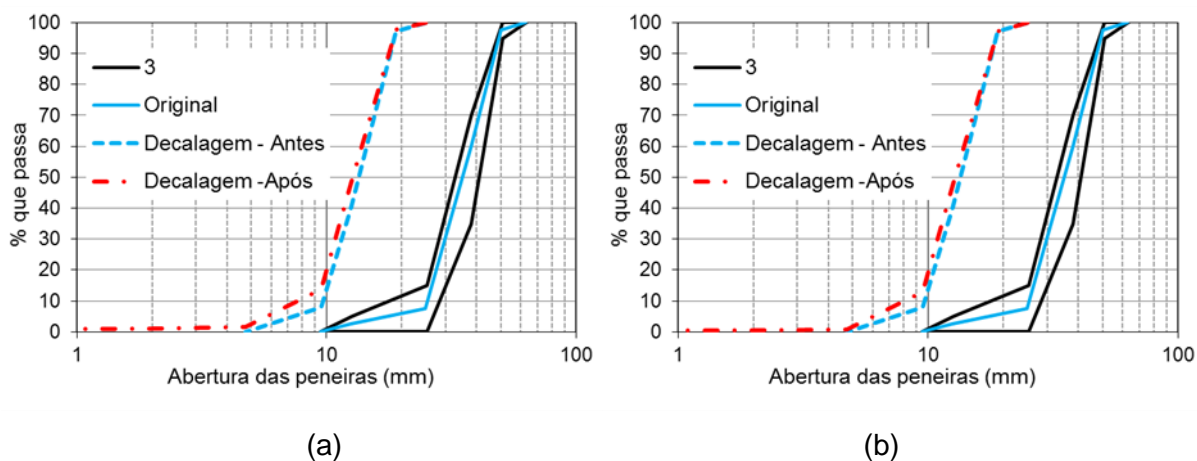 100
90
80
70
60
50
40
30
20
10
0
% que passa
3
Original
Decalagem - Antes
Decalagem -Após
1
10
100
Abertura das peneiras (mm)
(a)
100
90
80
70
60
50
40
30
20
10
0
% que passa
3
Original
Decalagem - Antes
Decalagem -Após
1
10
100
Abertura das peneiras (mm)
(b)